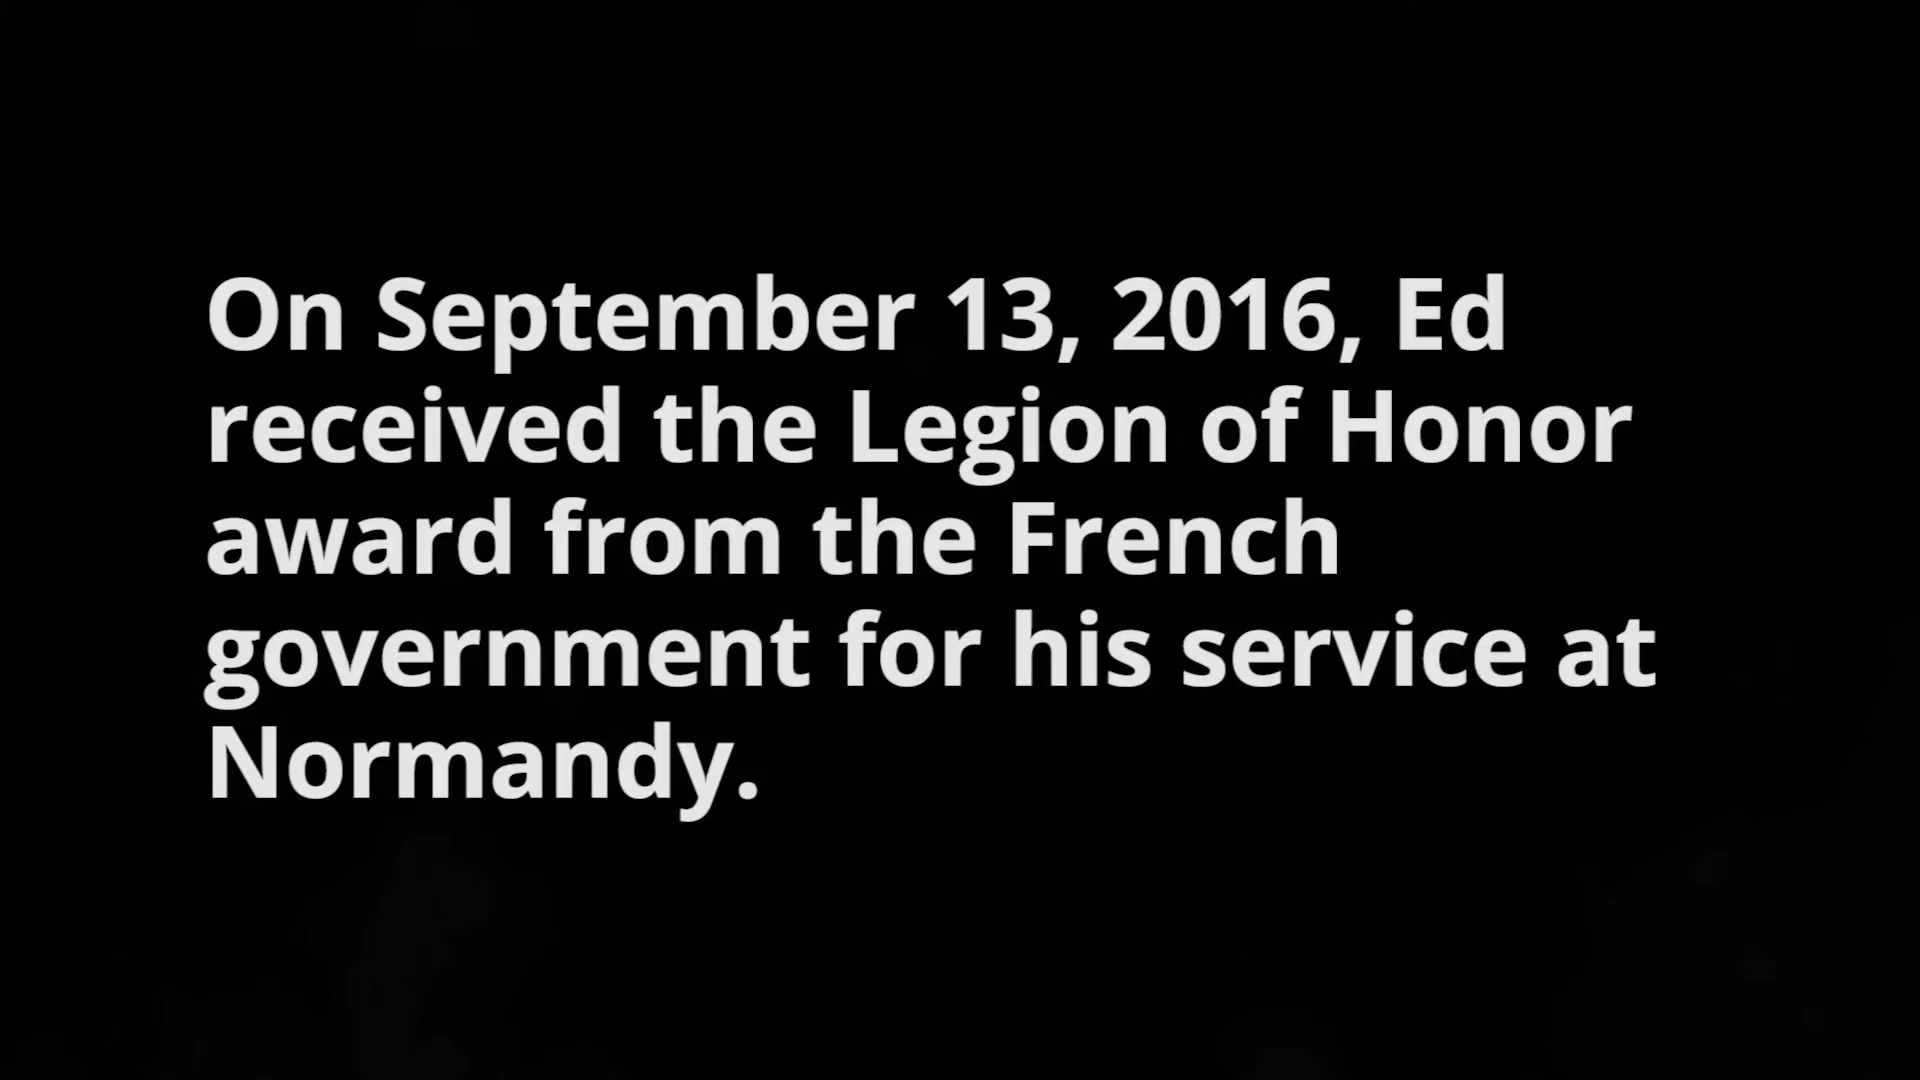 On September 13, 2016, Ed
received the Legion of Honor
award from the French
government for his service at
Normandy.